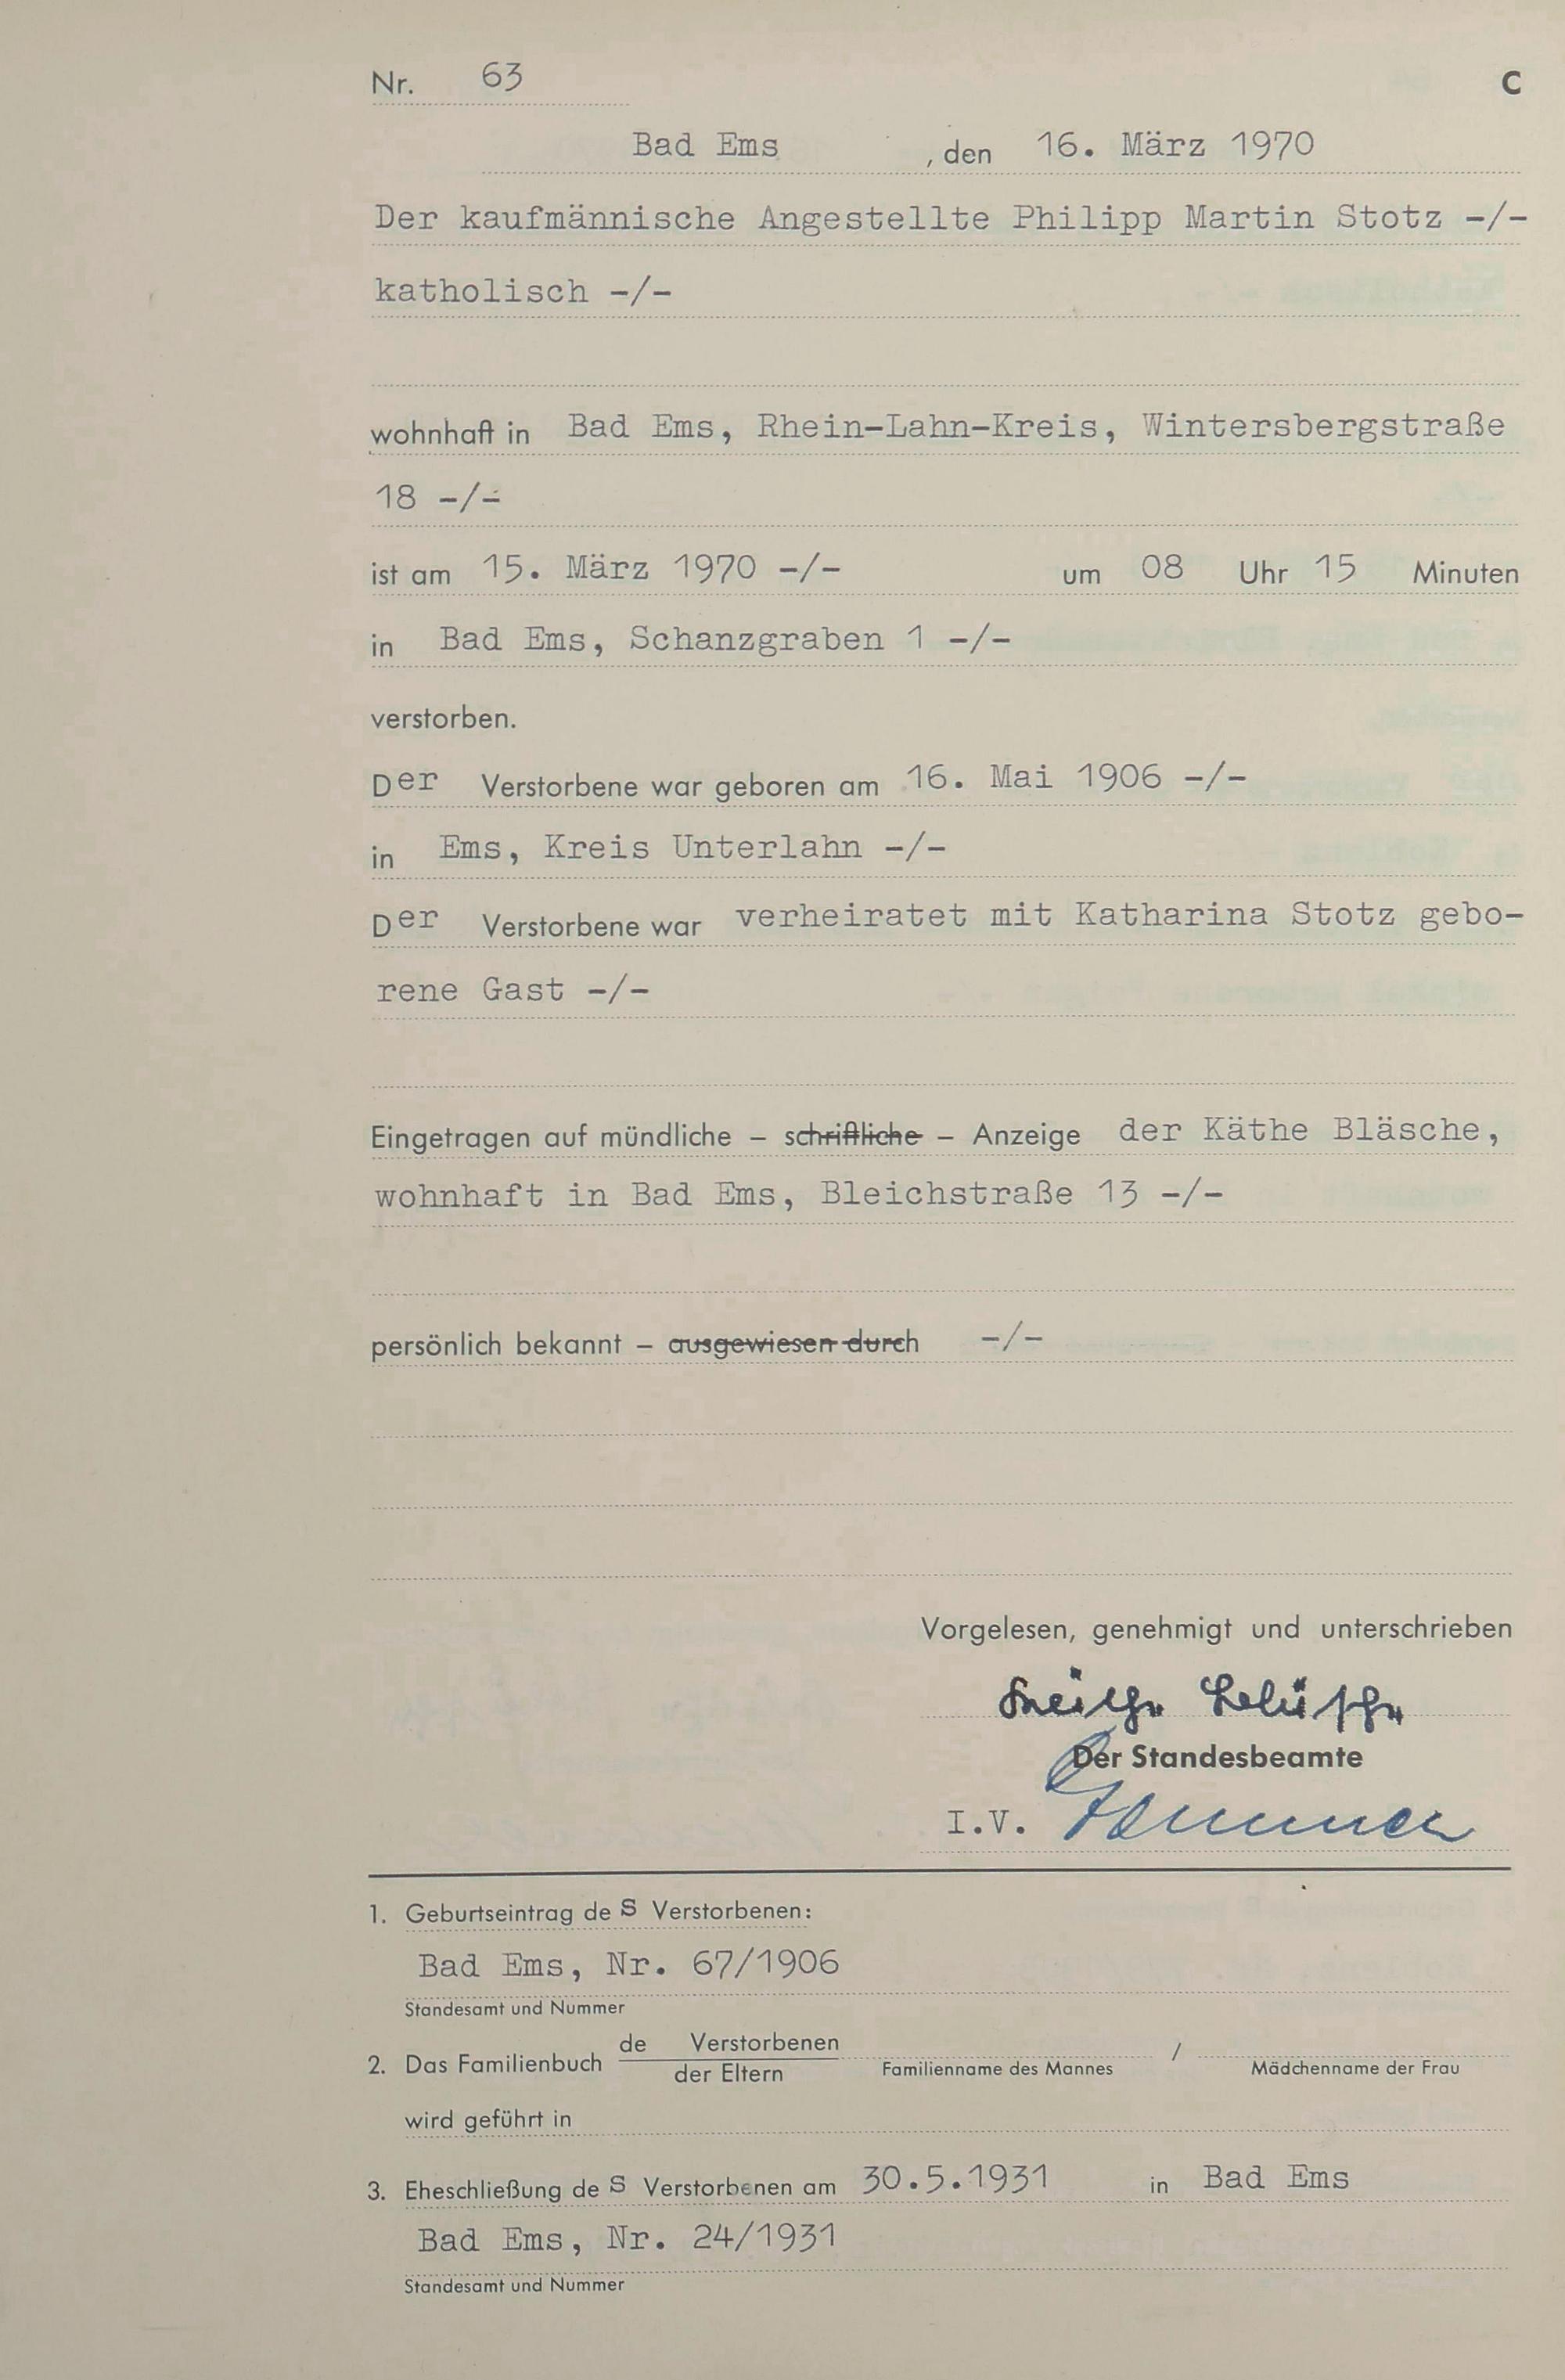 Nr. 63 C
Bad Ems , den 16. März 1970
Der kaufmännische Angestellte Philipp Martin Stotz -/-
katholisch -/-
wohnhaft in Bad Ems, Rhein-Lahn-Kreis, Wintersbergstraße
18 -/-
ist am 15. März 1970 -/- um 08 Uhr 15 Minuten
in Bad Ems, Schanzgraben 1 -/-
verstorben.
Der Verstorbene war geboren am 16. Mai 1906 -/-
in Ems, Kreis Unterlahn -/-
Der Verstorbene war verheiratet mit Katharina Stotz gebo-
rene Gast -/-
Eingetragen auf mündliche – schriftliche – Anzeige der Käthe Bläsche,
wohnhaft in Bad Ems, Bleichstraße 13 -/-
persönlich bekannt – ausgewiesen durch -/-
Vorgelesen, genehmigt und unterschrieben
Käthe Bläsche
Der Standesbeamte
I.V.
1. Geburtseintrag des Verstorbenen:
Bad Ems, Nr. 67/1906
Standesamt und Nummer
2. Das Familienbuch de Verstorbenen / 
der Eltern Familienname des Mannes Mädchenname der Frau
wird geführt in
3. Eheschließung des Verstorbenen am 30.5.1931 in Bad Ems
Bad Ems, Nr. 24/1931
Standesamt und Nummer